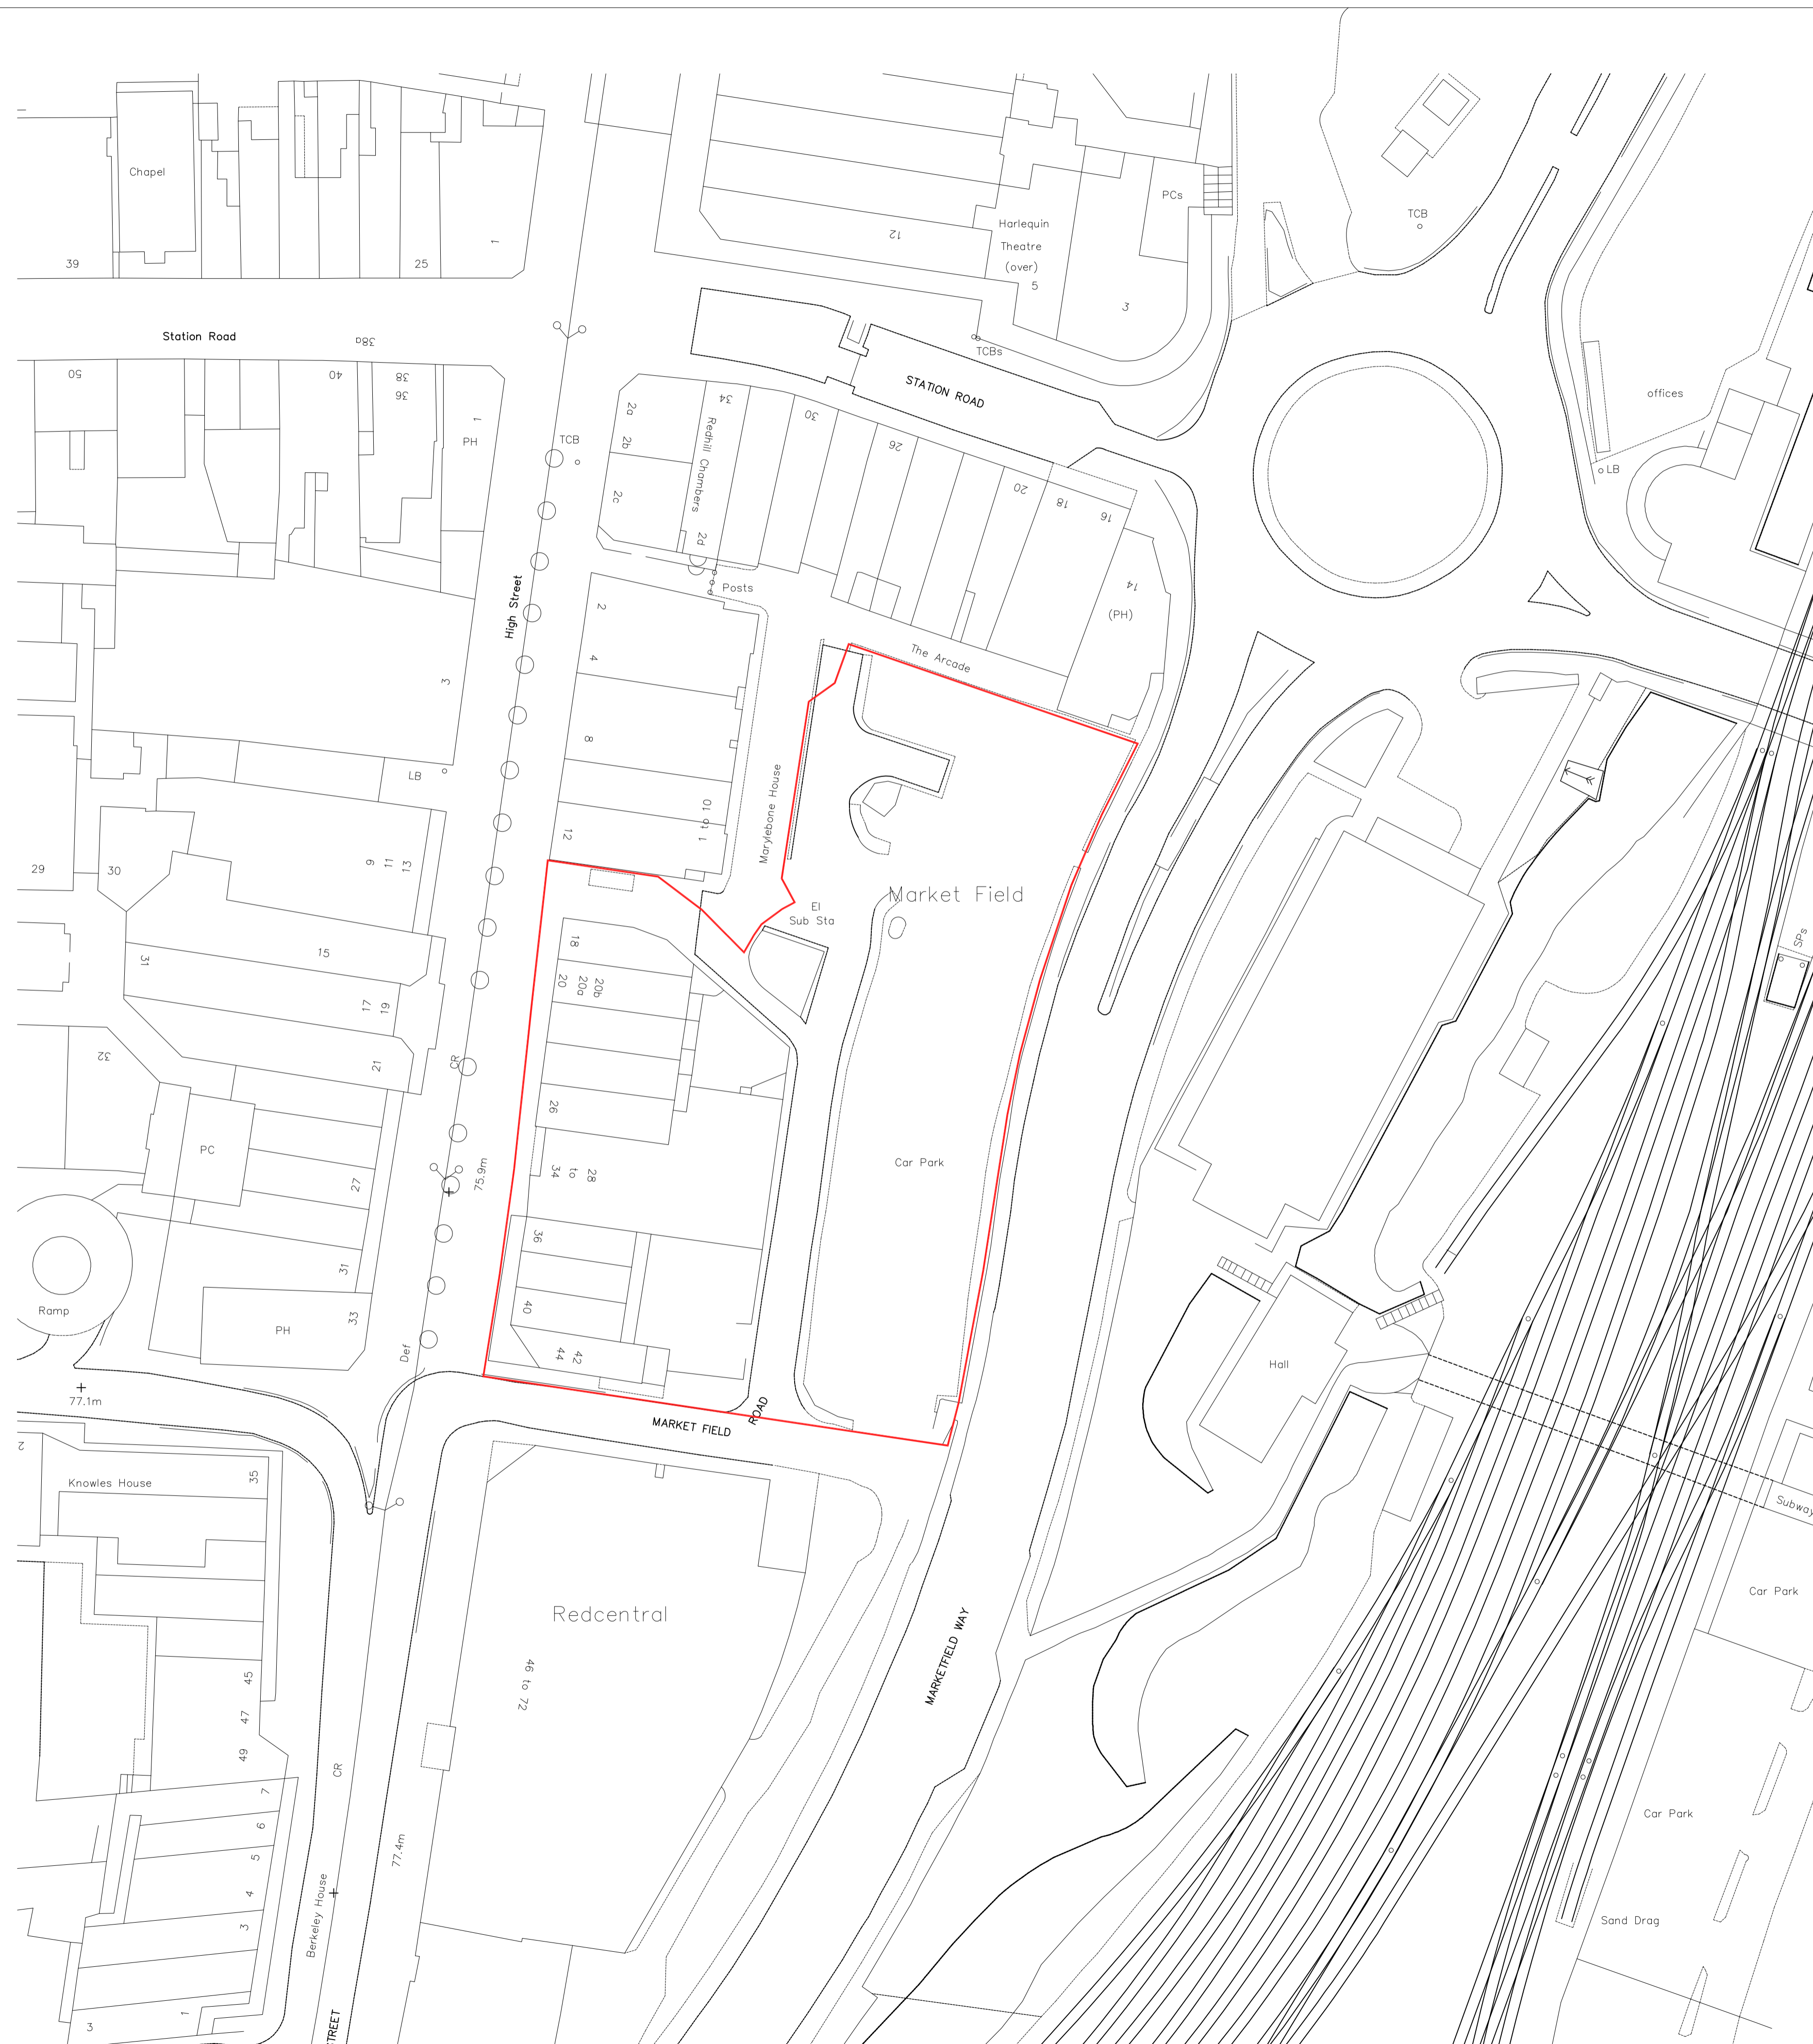 Chapel
39
25
1
Station Road
38a
50
40
38
36
1
PH
12
Harlequin
Theatre
(over)
5
PCs
3
TCBs
TCB
STATION ROAD
offices
LB
TCB
2a
2b
2c
Redhill Chambers
2d
34
30
26
20
18
16
14
(PH)
Posts
High Street
3
LB
2
4
8
12
1 to 10
Marylebone House
The Arcade
Market Field
El
Sub Sta
29
30
9
11
13
31
15
17
19
21
32
PC
27
31
33
PH
Ramp
CR
75.9m
Def
77.1m
18
20
20a
20b
26
28
to
34
36
40
42
44
Car Park
MARKET FIELD
ROAD
SPs
Hall
Subway
Car Park
Car Park
Sand Drag
2
Knowles House
35
45
47
49
7
6
5
4
3
1
3
Berkeley House
CR
77.4m
Redcentral
46 to 72
MARKETFIELD WAY
TREET